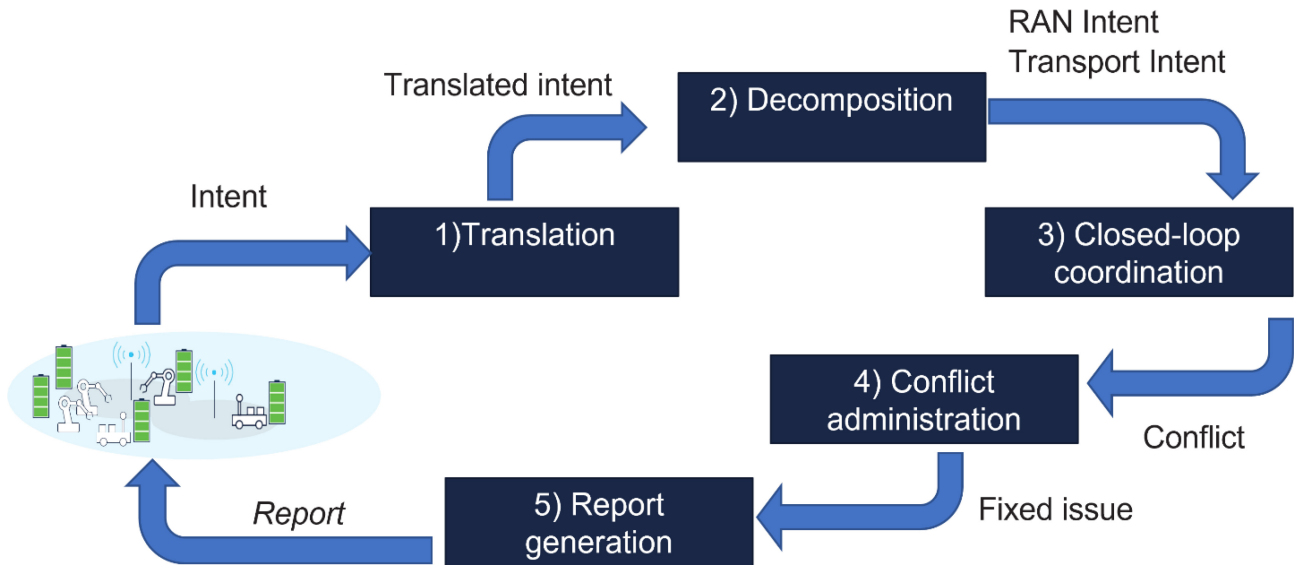 RAN Intent
Transport Intent
Translated intent
2) Decomposition
Intent
1)Translation
3) Closed-loop
coordination
4) Conflict
administration
Conflict
5) Report
generation
Fixed issue
Report